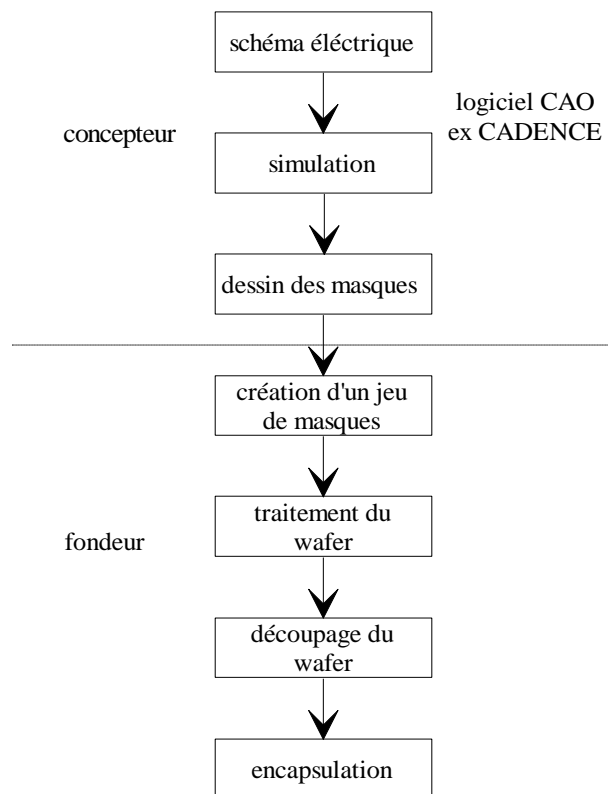 schéma éléctrique
logiciel CAO
ex CADENCE
concepteur
simulation
dessin des masques
création d'un jeu
de masques
traitement du
wafer
fondeur
découpage du
wafer
encapsulation